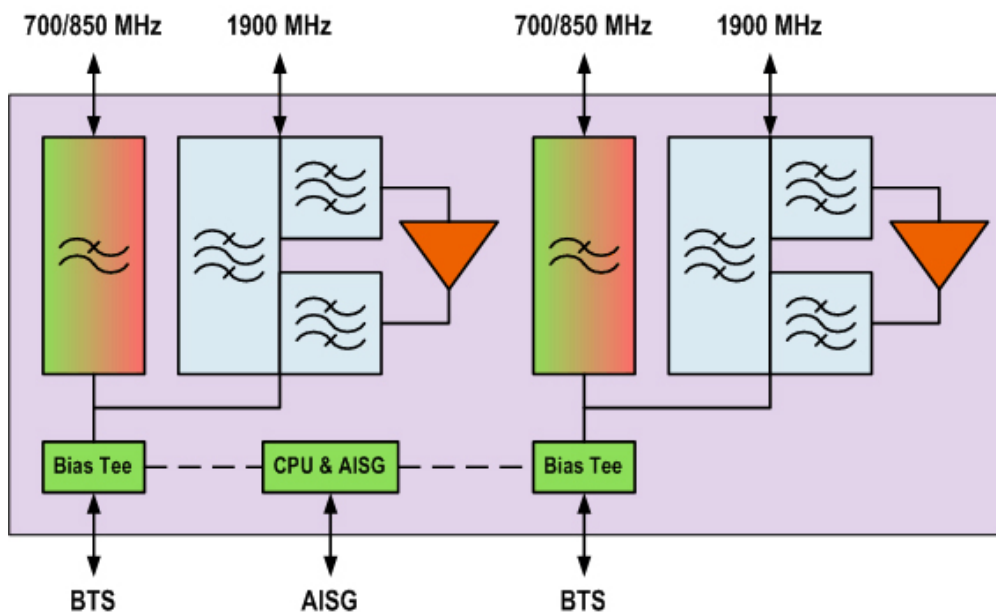 700/850 MHz
1900 MHz
700/850 MHz
1900 MHz
Bias Tee
CPU & AISG
Bias Tee
BTS
AISG
BTS